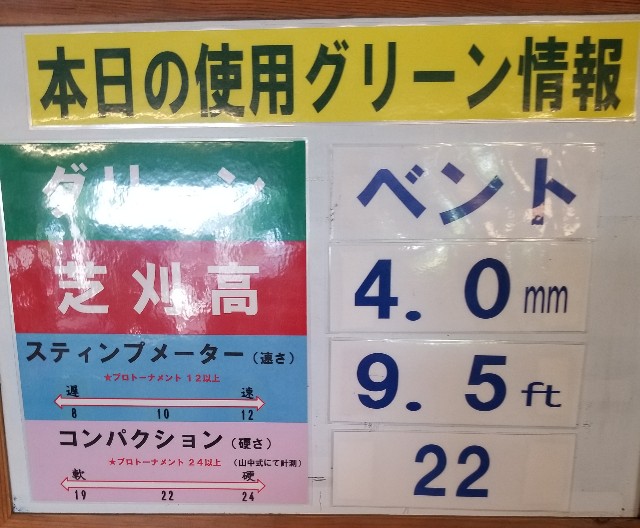 本日の使用グリーン情報
グリーン ベント
芝刈高 4.0mm
スティンプメーター(速さ) 9.5ft
★プロトーナメント12以上
遅 速
8 10 12
コンパクション(硬さ) 22
★プロトーナメント24以上 (山中式にて計測)
軟 硬
19 22 24